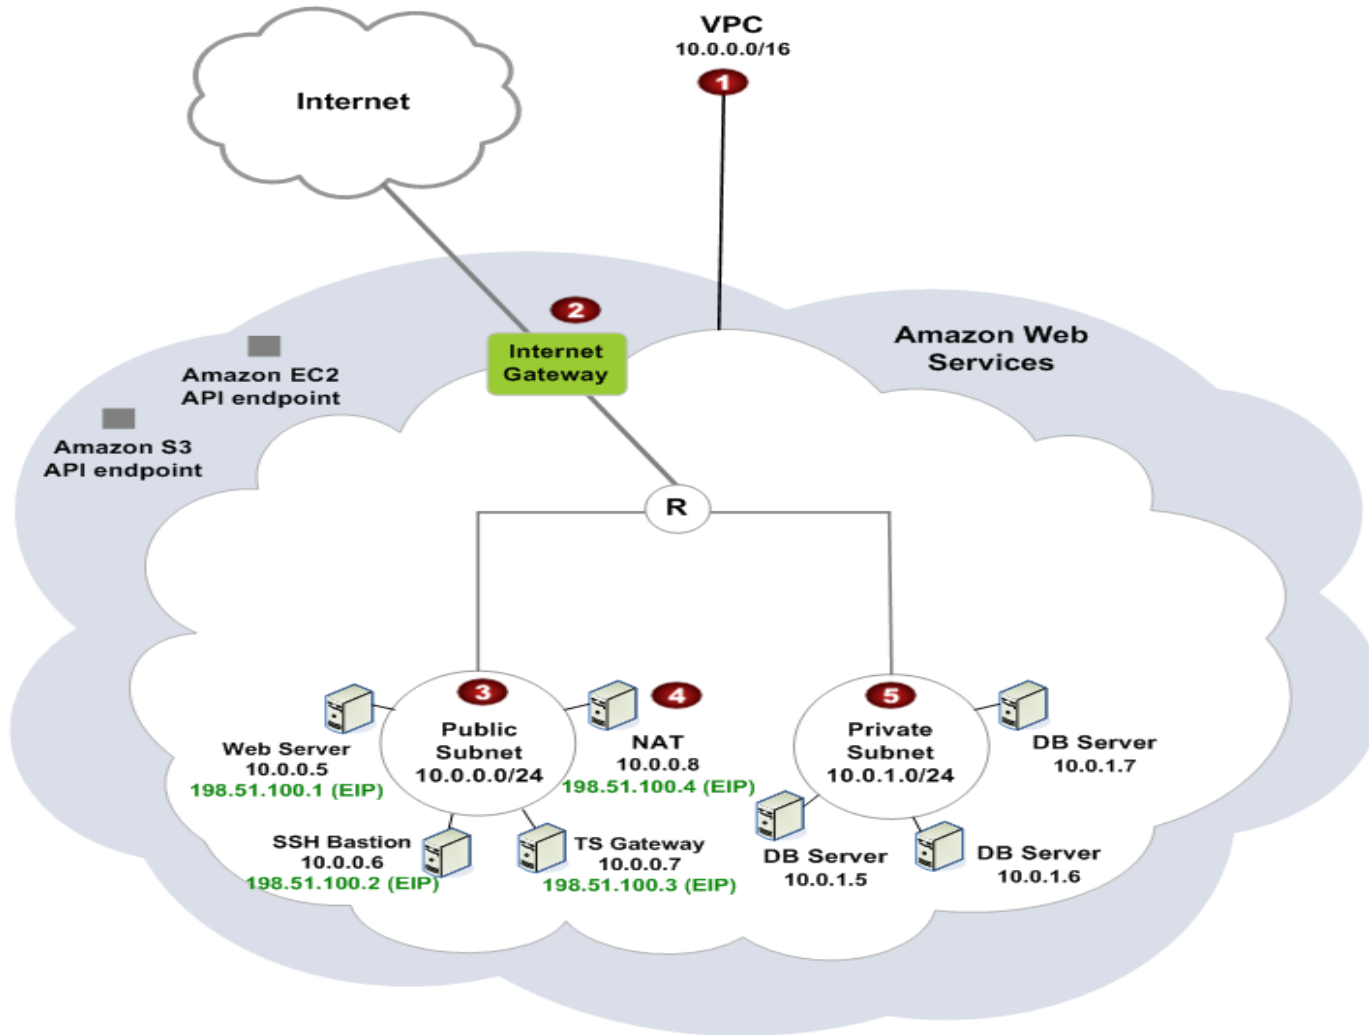 VPC
10.0.0.0/16
1
Internet
2
Internet
Gateway
Amazon Web
Services
Amazon EC2
API endpoint
Amazon S3
API endpoint
R
3
Public
Subnet
10.0.0.0/24
Web Server
10.0.0.5
198.51.100.1 (EIP)
4
NAT
10.0.0.8
198.51.100.4 (EIP)
SSH Bastion
10.0.0.6
198.51.100.2 (EIP)
TS Gateway
10.0.0.7
198.51.100.3 (EIP)
5
Private
Subnet
10.0.1.0/24
DB Server
10.0.1.7
DB Server
10.0.1.5
DB Server
10.0.1.6